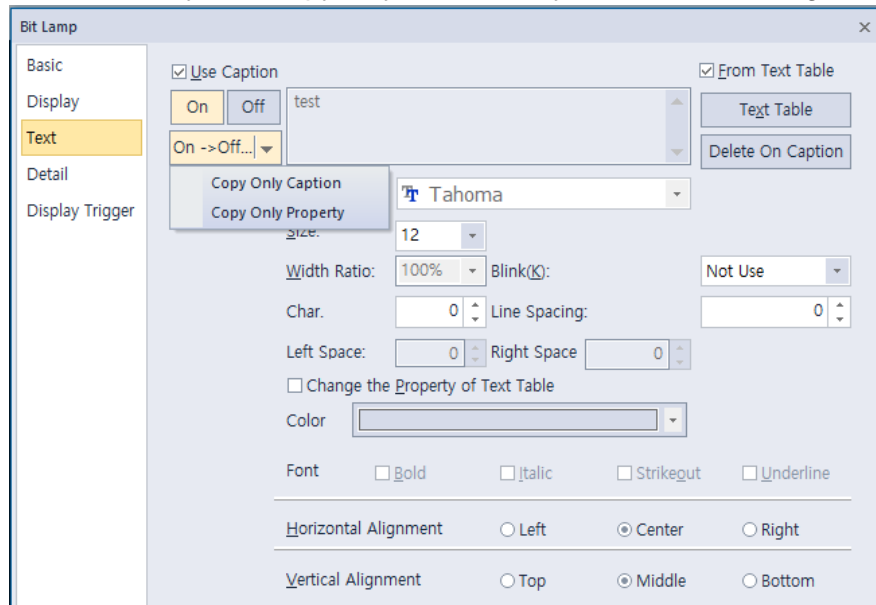 Bit Lamp
Basic
Display
Text
Detail
Display Trigger
Use Caption
From Text Table
On Off
test
Text Table
On ->Off...
Delete On Caption
Copy Only Caption
Copy Only Property
Tahoma
Size: 12
Width Ratio: 100% Blink(K): Not Use
Char. 0 Line Spacing: 0
Left Space: 0 Right Space 0
Change the Property of Text Table
Color
Font Bold Italic Strikeout Underline
Horizontal Alignment Left Center Right
Vertical Alignment Top Middle Bottom